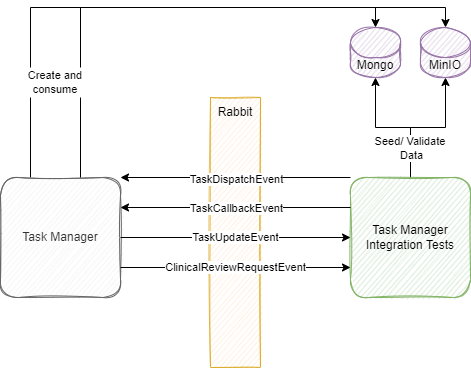 Mongo
MinIO
Create and
consume
Rabbit
Seed/ Validate
Data
TaskDispatchEvent
TaskCallbackEvent
Task Manager
TaskUpdateEvent
Task Manager
Integration Tests
ClinicalReviewRequestEvent